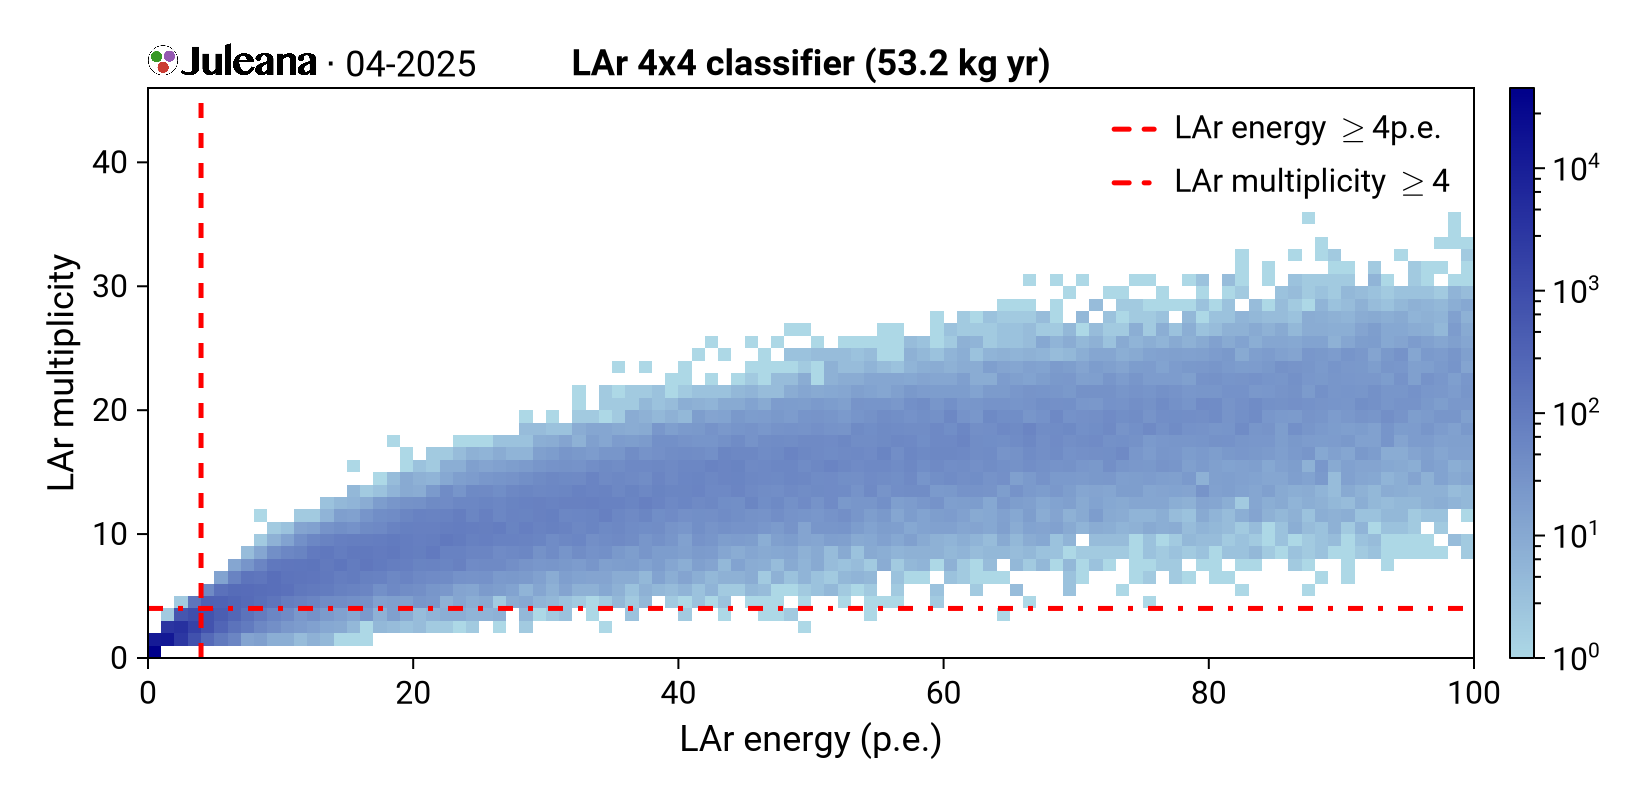 Juleana · 04-2025
LAr 4x4 classifier (53.2 kg yr)
LAr energy ≥ 4p.e.
LAr multiplicity ≥ 4
LAr multiplicity
40
30
20
10
0
0 20 40 60 80 100
LAr energy (p.e.)
10⁴
10³
10²
10¹
10⁰